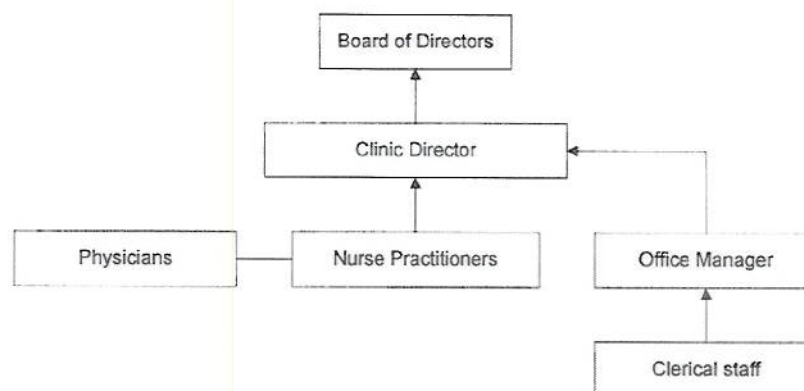 Board of Directors
Clinic Director
Physicians
Nurse Practitioners
Office Manager
Clerical staff